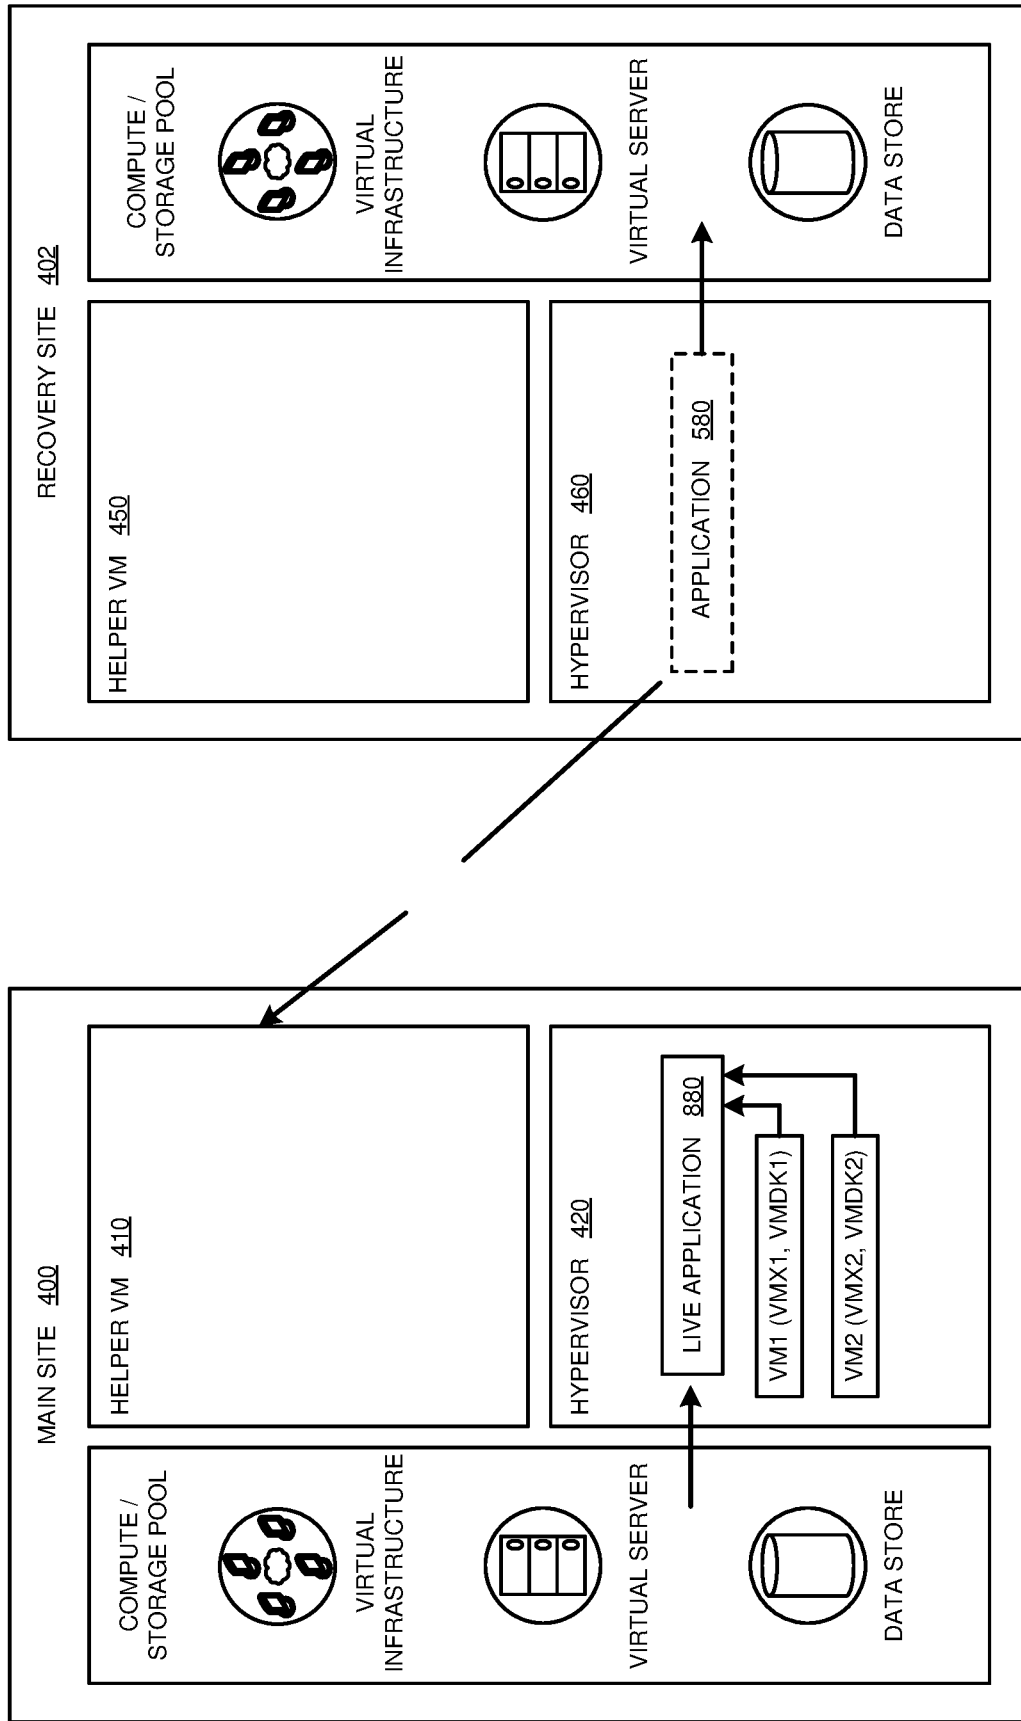 MAIN SITE 400
COMPUTE /
STORAGE POOL
VIRTUAL
INFRASTRUCTURE
VIRTUAL SERVER
DATA STORE
HELPER VM 410
HYPERVISOR 420
LIVE APPLICATION 880
VM1 (VMX1, VMDK1)
VM2 (VMX2, VMDK2)
RECOVERY SITE 402
HELPER VM 450
HYPERVISOR 460
APPLICATION 580
COMPUTE /
STORAGE POOL
VIRTUAL
INFRASTRUCTURE
VIRTUAL SERVER
DATA STORE